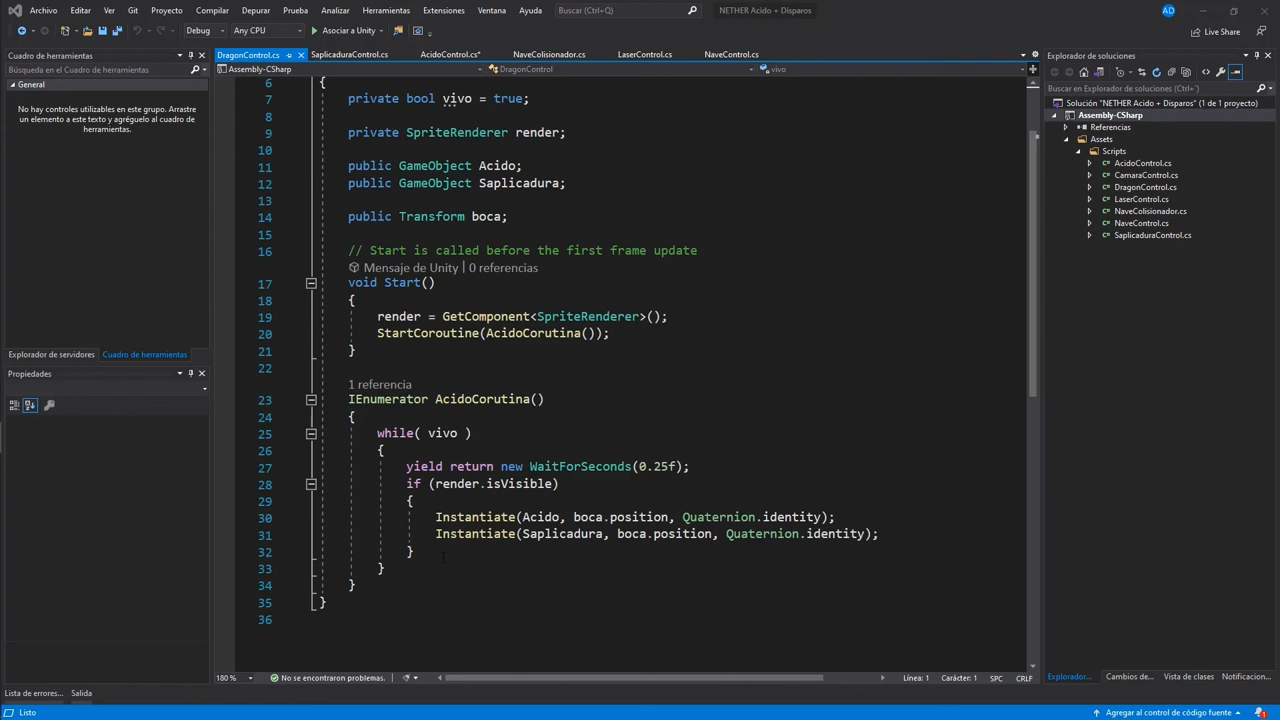 Archivo Editar Ver Git Proyecto Compilar Depurar Prueba Analizar Herramientas Extensiones Ventana Ayuda Buscar (Ctrl+Q) NETHER Acido + Disparos AD
Debug Any CPU Asociar a Unity Live Share
Cuadro de herramientas
Búsqueda en el Cuadro de herramientas
General
No hay controles utilizables en este grupo. Arrastre
un elemento a este texto y agréguelo al cuadro de
herramientas.
Explorador de servidores Cuadro de herramientas
Propiedades
DragonControl.cs SaplicaduraControl.cs AcidoControl.cs* NaveColisionador.cs LaserControl.cs NaveControl.cs
Assembly-CSharp DragonControl vivo
6 {
7 private bool vivo = true;
8
9 private SpriteRenderer render;
10
11 public GameObject Acido;
12 public GameObject Saplicadura;
13
14 public Transform boca;
15
16 // Start is called before the first frame update
Mensaje de Unity | 0 referencias
17 void Start()
18 {
19 render = GetComponent<SpriteRenderer>();
20 StartCoroutine(AcidoCorutina());
21 }
22
1 referencia
23 IEnumerator AcidoCorutina()
24 {
25 while( vivo )
26 {
27 yield return new WaitForSeconds(0.25f);
28 if (render.isVisible)
29 {
30 Instantiate(Acido, boca.position, Quaternion.identity);
31 Instantiate(Saplicadura, boca.position, Quaternion.identity);
32 }
33 }
34 }
35 }
36
180 % No se encontraron problemas. Línea: 1 Carácter: 1 SPC CRLF
Explorador de soluciones
Buscar en Explorador de soluciones (Ctrl+´)
Solución "NETHER Acido + Disparos" (1 de 1 proyecto)
Assembly-CSharp
Referencias
Assets
Scripts
AcidoControl.cs
CamaraControl.cs
DragonControl.cs
LaserControl.cs
NaveColisionador.cs
NaveControl.cs
SaplicaduraControl.cs
Explorador... Cambios de... Vista de clases Notificacion...
Lista de errores... Salida
Listo Agregar al control de código fuente 1